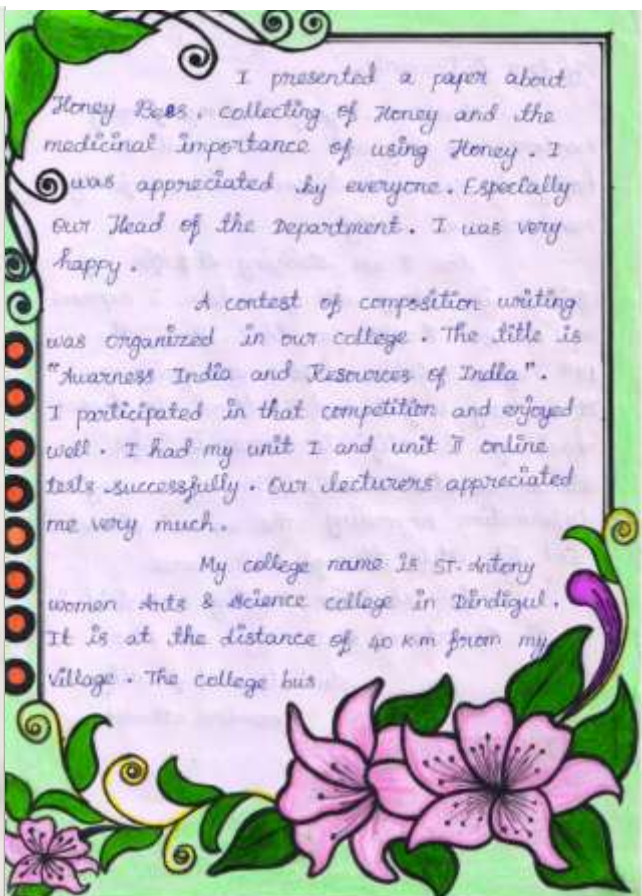 I presented a paper about
Honey Bees, collecting of Honey and the
medicinal importance of using Honey. I
was appreciated by everyone. Especially
our Head of the Department. I was very
happy.
A contest of composition writing
was organized in our college. The title is
"Awarness India and Resources of India".
I participated in that competition and enjoyed
well. I had my unit I and unit II online
tests successfully. Our lecturers appreciated
me very much.
My college name is ST. Antony
women Arts & Science college in Dindigul.
It is at the distance of 40 KM from my
village. The college bus